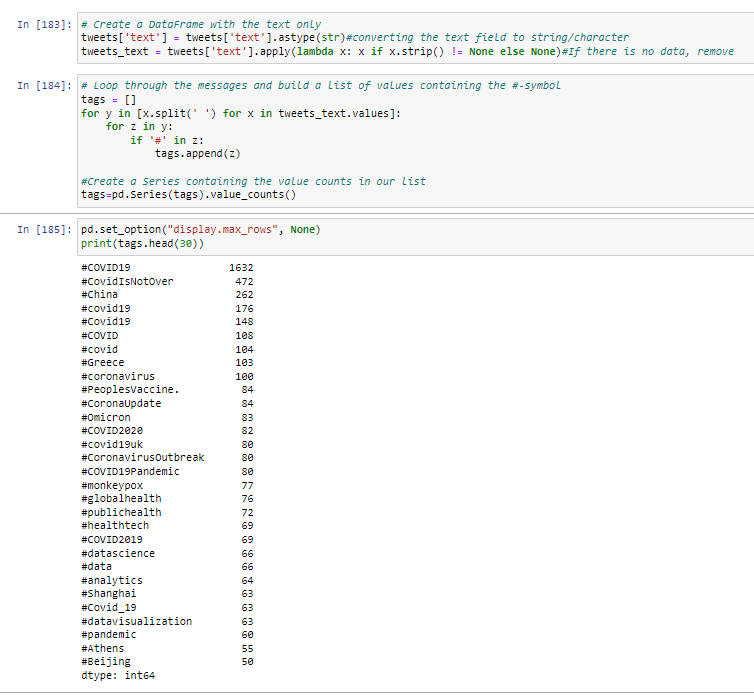 In [183]: # Create a DataFrame with the text only
tweets['text'] = tweets['text'].astype(str)#converting the text field to string/character
tweets_text = tweets['text'].apply(lambda x: x if x.strip() != None else None)#If there is no data, remove
In [184]: # Loop through the messages and build a list of values containing the #-symbol
tags = []
for y in [x.split(' ') for x in tweets_text.values]:
    for z in y:
        if '#' in z:
            tags.append(z)

#Create a Series containing the value counts in our list
tags=pd.Series(tags).value_counts()
In [185]: pd.set_option("display.max_rows", None)
print(tags.head(30))
#COVID19 1632
#CovidIsNotOver 472
#China 262
#covid19 176
#Covid19 148
#COVID 108
#covid 104
#Greece 103
#coronavirus 100
#PeoplesVaccine. 84
#CoronaUpdate 84
#Omicron 83
#COVID2020 82
#covid19uk 80
#CoronavirusOutbreak 80
#COVID19Pandemic 80
#monkeypox 77
#globalhealth 76
#publichealth 72
#healthtech 69
#COVID2019 69
#datascience 66
#data 66
#analytics 64
#Shanghai 63
#Covid_19 63
#datavisualization 63
#pandemic 60
#Athens 55
#Beijing 50
dtype: int64